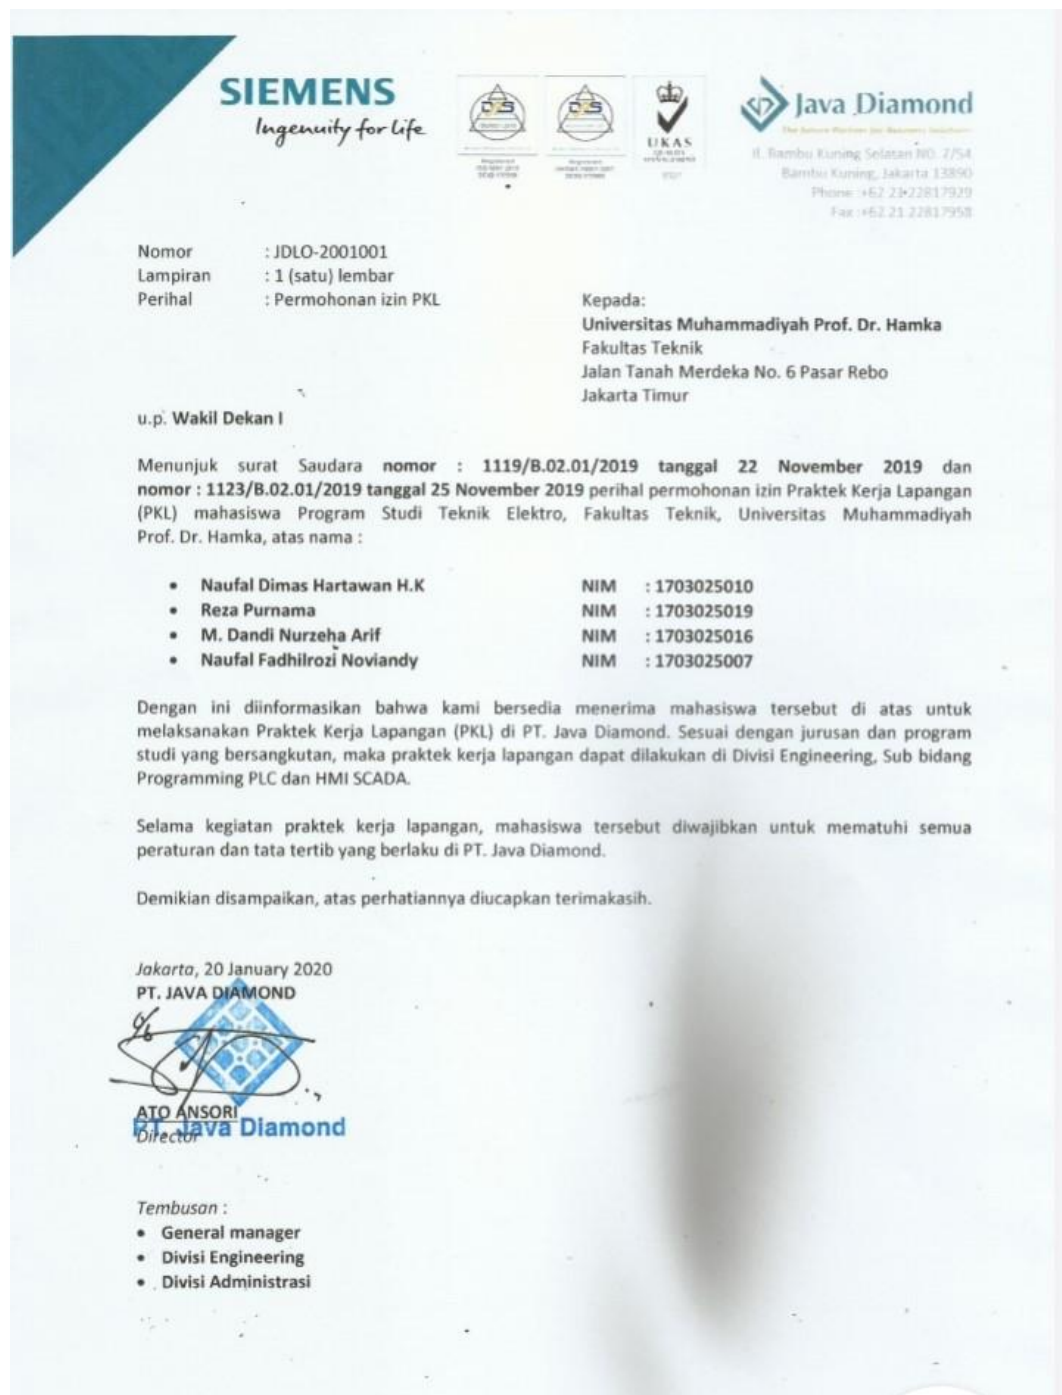 SIEMENS
Ingenuity for life
UKAS
QUALITY
MANAGEMENT
Java Diamond
Jl. Bambu Kuning Selatan NO. 2/54
Bambu Kuning, Jakarta 13890
Phone :+62 21 22817929
Fax :+62 21 22817958
Nomor : JDLO-2001001
Lampiran : 1 (satu) lembar
Perihal : Permohonan izin PKL
Kepada:
Universitas Muhammadiyah Prof. Dr. Hamka
Fakultas Teknik
Jalan Tanah Merdeka No. 6 Pasar Rebo
Jakarta Timur
u.p. Wakil Dekan I
Menunjuk surat Saudara nomor : 1119/B.02.01/2019 tanggal 22 November 2019 dan
nomor : 1123/B.02.01/2019 tanggal 25 November 2019 perihal permohonan izin Praktek Kerja Lapangan
(PKL) mahasiswa Program Studi Teknik Elektro, Fakultas Teknik, Universitas Muhammadiyah
Prof. Dr. Hamka, atas nama :
• Naufal Dimas Hartawan H.K NIM : 1703025010
• Reza Purnama NIM : 1703025019
• M. Dandi Nurzeha Arif NIM : 1703025016
• Naufal Fadhilrozi Noviandy NIM : 1703025007
Dengan ini diinformasikan bahwa kami bersedia menerima mahasiswa tersebut di atas untuk
melaksanakan Praktek Kerja Lapangan (PKL) di PT. Java Diamond. Sesuai dengan jurusan dan program
studi yang bersangkutan, maka praktek kerja lapangan dapat dilakukan di Divisi Engineering, Sub bidang
Programming PLC dan HMI SCADA.
Selama kegiatan praktek kerja lapangan, mahasiswa tersebut diwajibkan untuk mematuhi semua
peraturan dan tata tertib yang berlaku di PT. Java Diamond.
Demikian disampaikan, atas perhatiannya diucapkan terimakasih.
Jakarta, 20 January 2020
PT. JAVA DIAMOND
ATO ANSORI
Director
PT. Java Diamond
Tembusan :
• General manager
• Divisi Engineering
• Divisi Administrasi